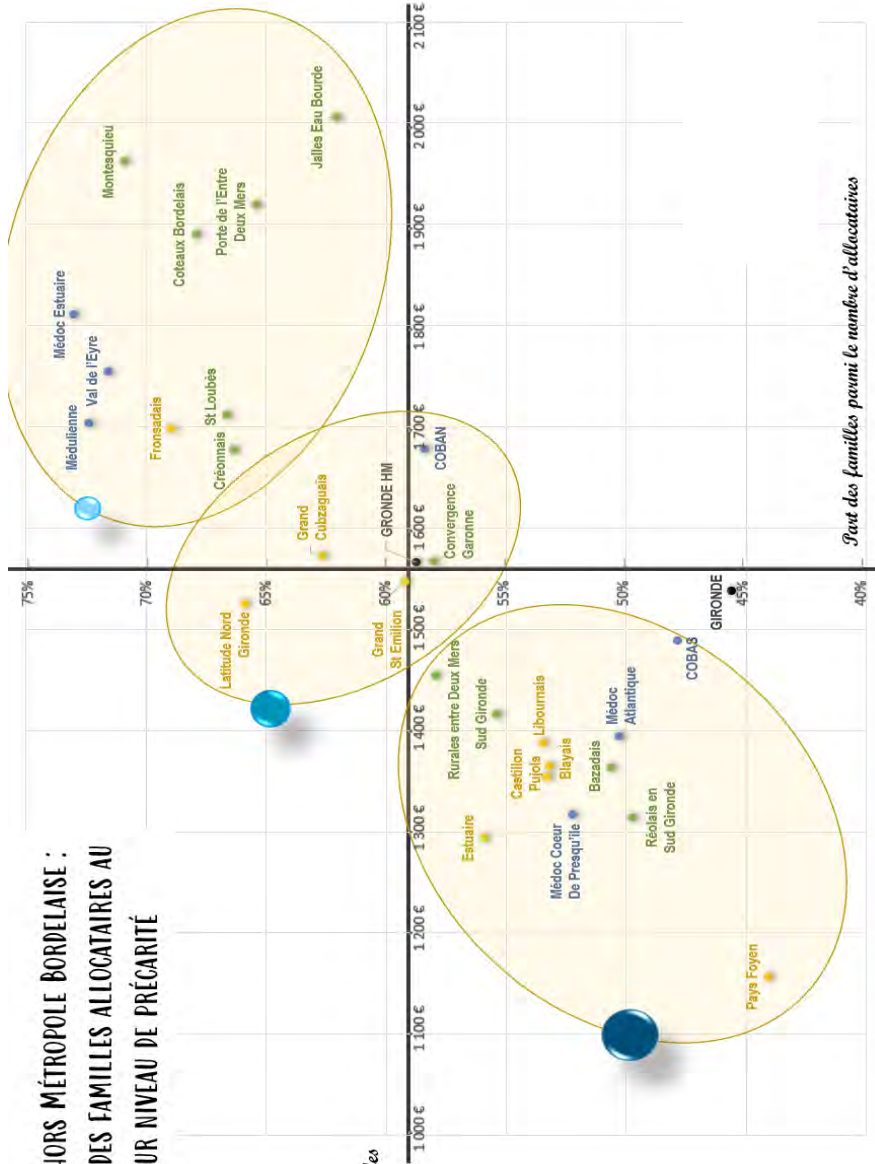 HORS MÉTROPOLE BORDELAISE :
DES FAMILLES ALLOCATAIRES AU
UR NIVEAU DE PRÉCARITÉ
75%
70%
65%
60%
55%
50%
45%
40%
1 000 €
1 100 €
1 200 €
1 300 €
1 400 €
1 500 €
1 600 €
1 700 €
1 800 €
1 900 €
2 000 €
2 100 €
Médoc Estuaire
Montesquieu
Val de l'Eyre
Médulienne
Fronsadais
Coteaux Bordelais
St Loubès
Créonnais
Porte de l'Entre
Deux Mers
Jalles Eau Bourde
Latitude Nord
Gironde
Grand
Cubzaguais
Grand
St Emilion
GRONDE HM
COBAN
Convergence
Garonne
Rurales entre Deux Mers
Sud Gironde
Estuaire
Libournais
Castillon
Pujols
Blayais
Médoc Coeur
De Presqu'ile
Bazadais
Médoc
Atlantique
Réolais en
Sud Gironde
COBAS
GIRONDE
Pays Foyen
Part des familles parmi le nombre d'allocataires